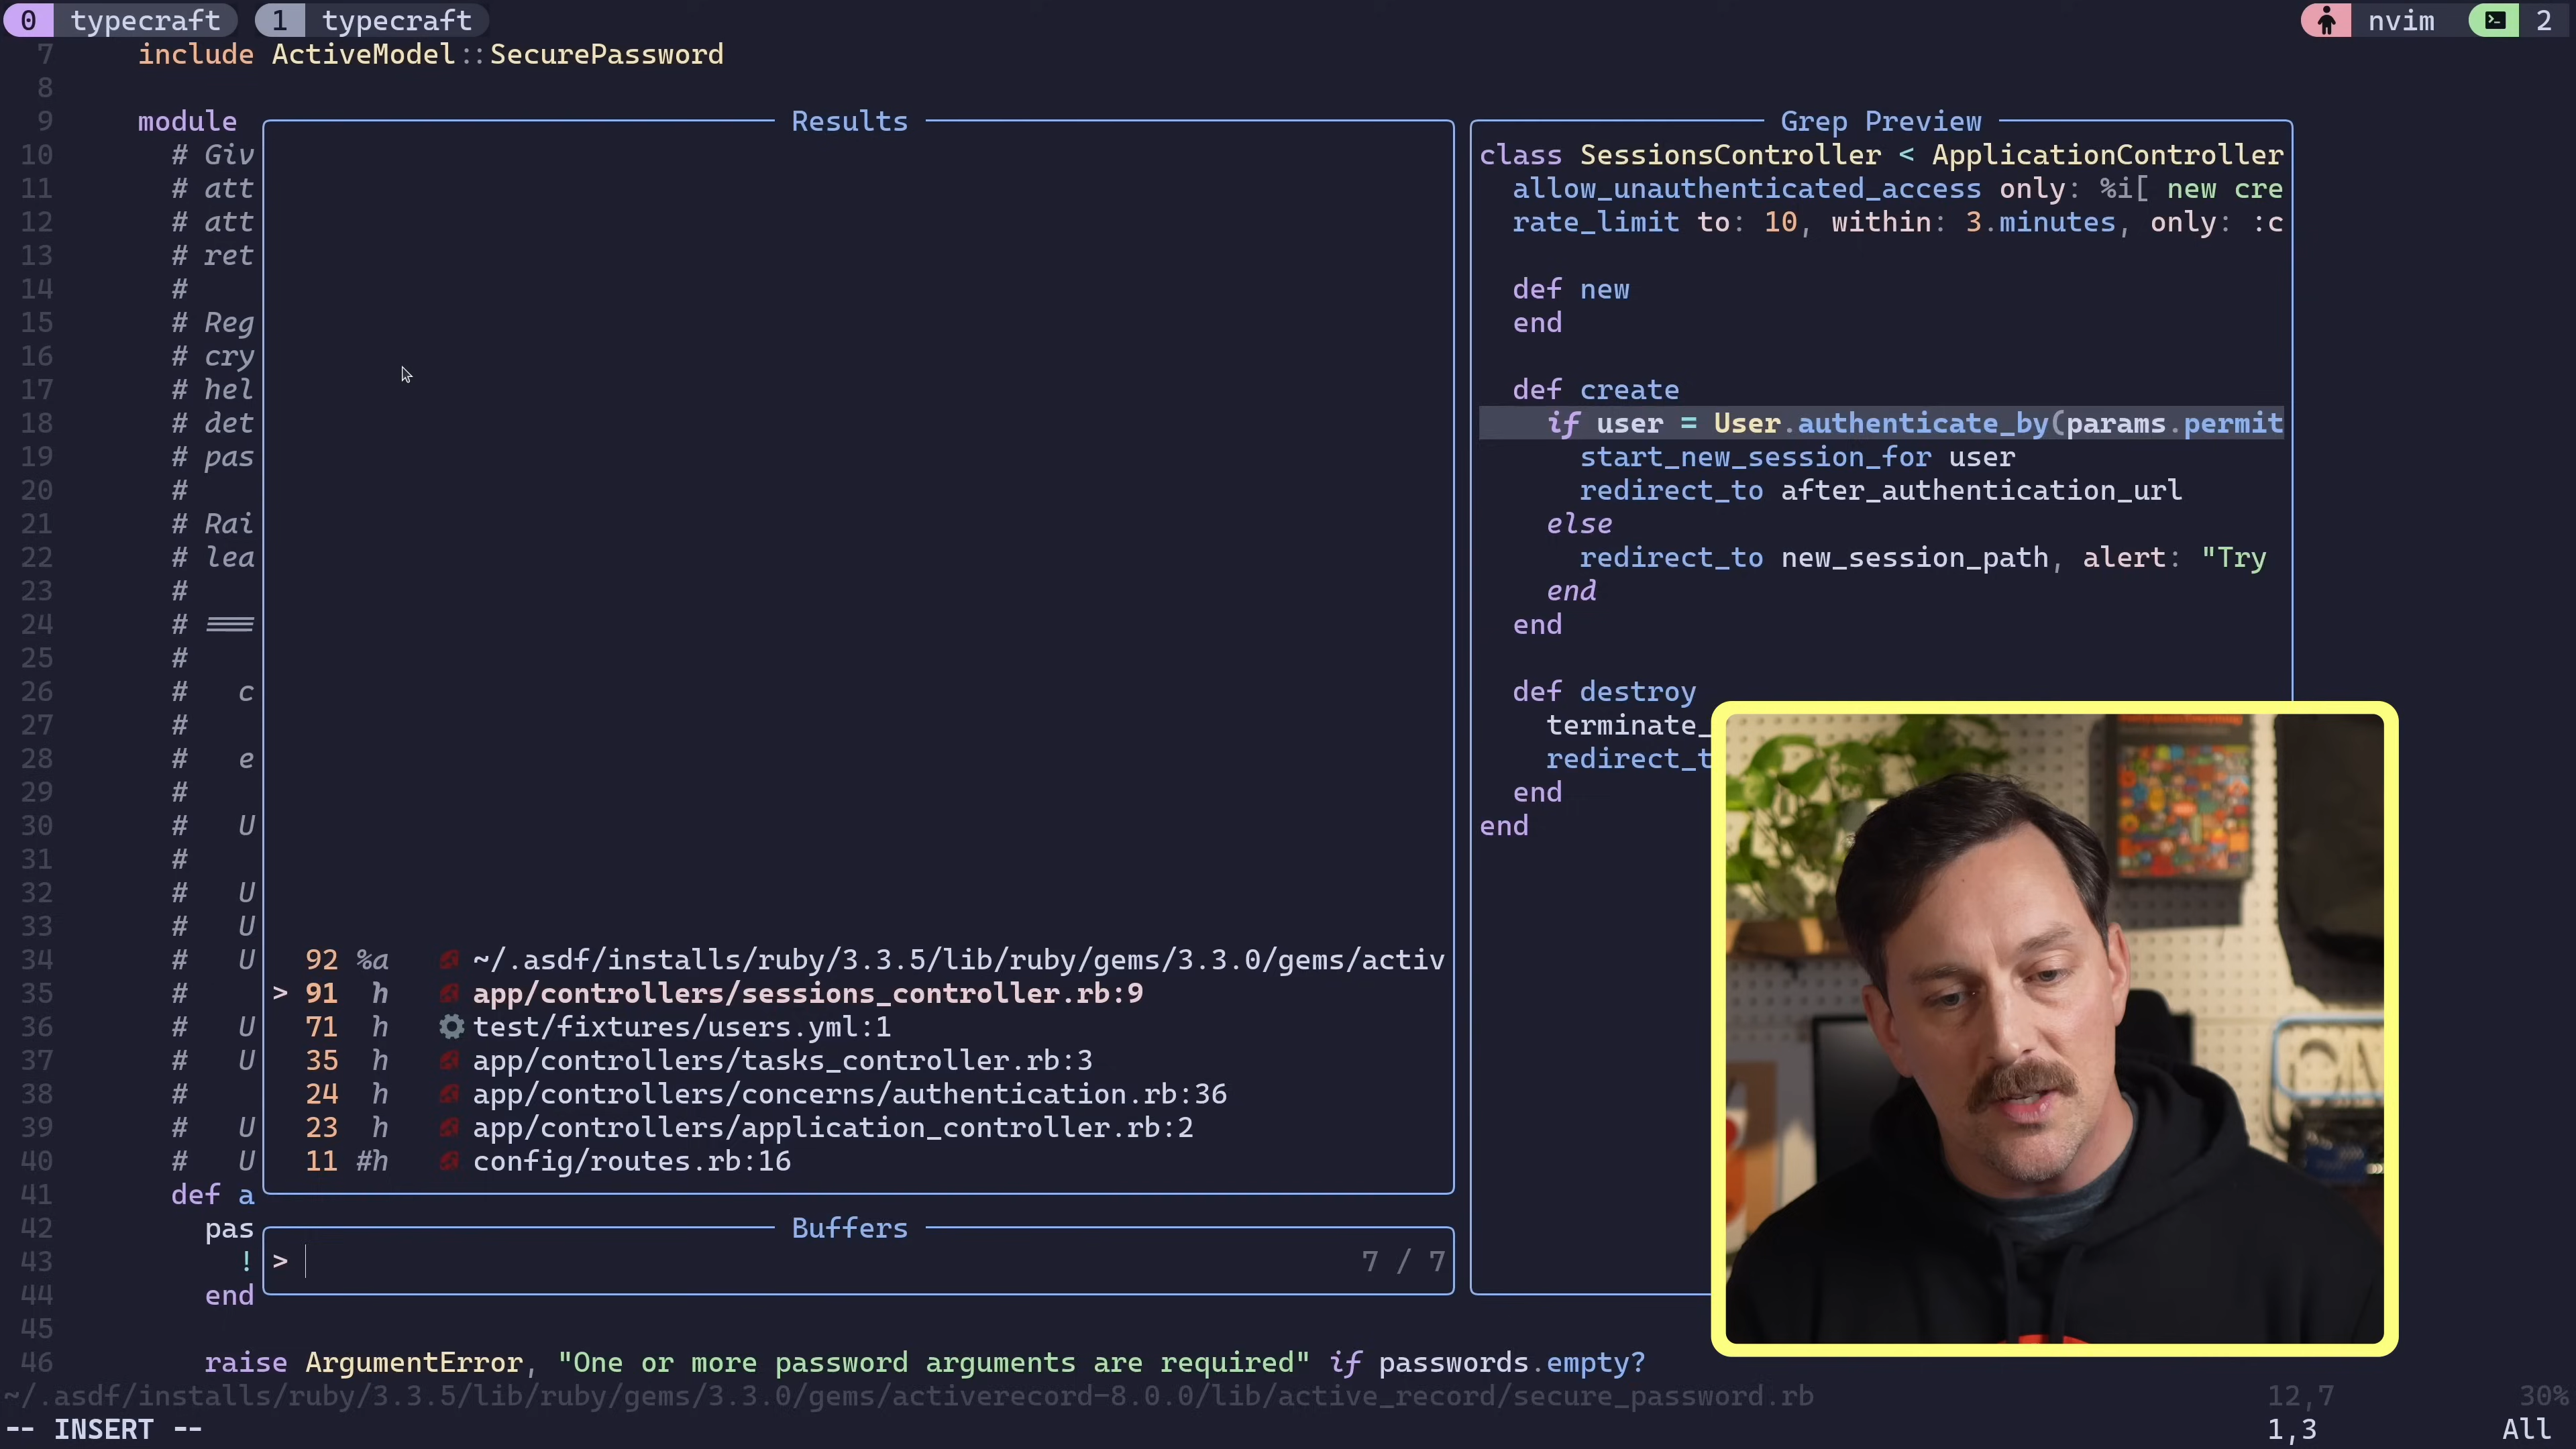 0 typecraft 1 typecraft nvim 2
7 include ActiveModel::SecurePassword
8
9 module
10 # Giv
11 # att
12 # att
13 # ret
14 #
15 # Reg
16 # cry
17 # hel
18 # det
19 # pas
20 #
21 # Rai
22 # lea
23 #
24 # ===
25 #
26 # c
27 #
28 # e
29 #
30 # U
31 #
32 # U
33 # U
34 # U
35 #
36 # U
37 # U
38 #
39 # U
40 # U
41 def a
42 pas
43 !
44 end
45
46 raise ArgumentError, "One or more password arguments are required" if passwords.empty?
Results
92 %a ~/.asdf/installs/ruby/3.3.5/lib/ruby/gems/3.3.0/gems/activ
> 91 h app/controllers/sessions_controller.rb:9
71 h test/fixtures/users.yml:1
35 h app/controllers/tasks_controller.rb:3
24 h app/controllers/concerns/authentication.rb:36
23 h app/controllers/application_controller.rb:2
11 #h config/routes.rb:16
Buffers
> 7 / 7
Grep Preview
class SessionsController < ApplicationController
allow_unauthenticated_access only: %i[ new cre
rate_limit to: 10, within: 3.minutes, only: :c
def new
end
def create
if user = User.authenticate_by(params.permit
start_new_session_for user
redirect_to after_authentication_url
else
redirect_to new_session_path, alert: "Try
end
end
def destroy
terminate_
redirect_t
end
end
~/.asdf/installs/ruby/3.3.5/lib/ruby/gems/3.3.0/gems/activerecord-8.0.0/lib/active_record/secure_password.rb 12,7 30%
-- INSERT -- 1,3 All